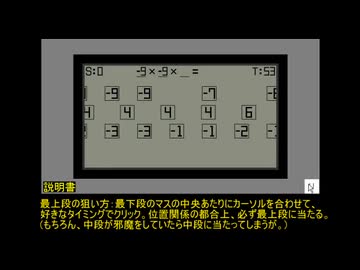 S:0 -9×-9×__= T:53
-9 -9 -7
4 4 4 6
-3 -3 -1 -1 -2
説明書
最上段の狙い方：最下段のマスの中央あたりにカーソルを合わせて、
好きなタイミングでクリック。位置関係の都合上、必ず最上段に当たる。
(もちろん、中段が邪魔をしていたら中段に当たってしまうが。)